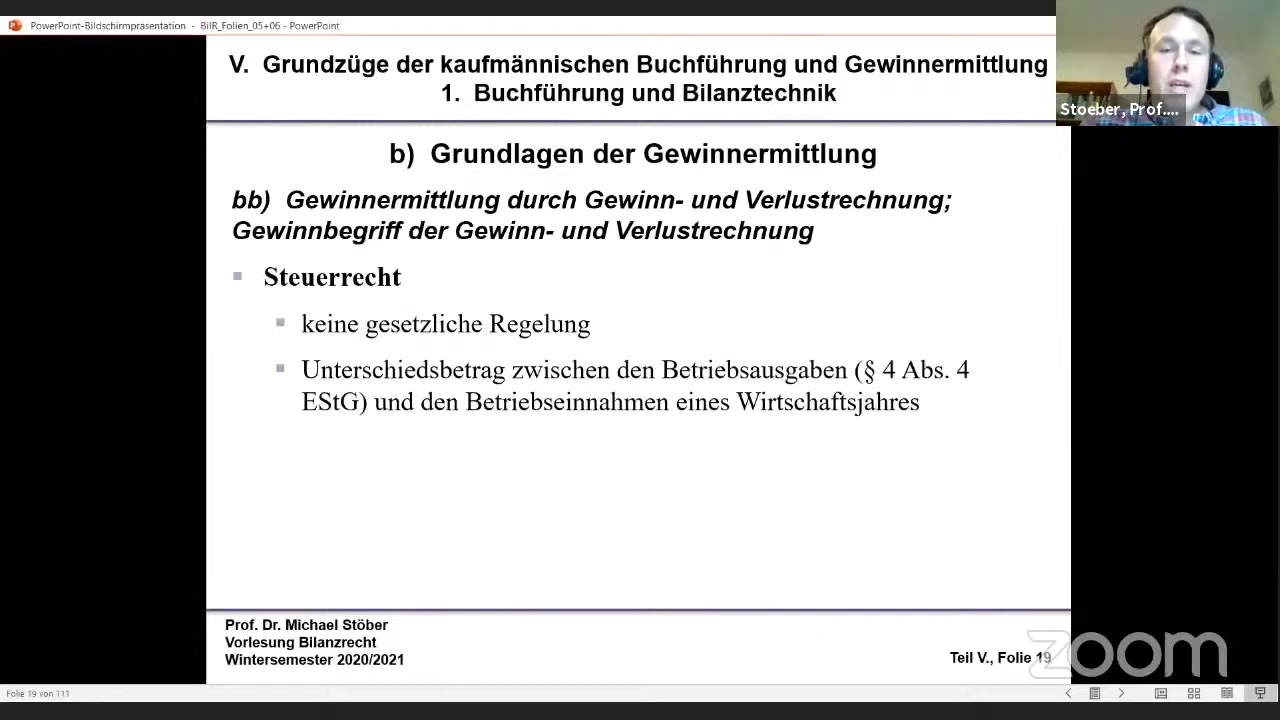 PowerPoint-Bildschirmpräsentation - BilR_Folien_05+06 - PowerPoint
V. Grundzüge der kaufmännischen Buchführung und Gewinnermittlung
1. Buchführung und Bilanztechnik
Stoeber, Prof....
b) Grundlagen der Gewinnermittlung
bb) Gewinnermittlung durch Gewinn- und Verlustrechnung;
Gewinnbegriff der Gewinn- und Verlustrechnung
Steuerrecht
keine gesetzliche Regelung
Unterschiedsbetrag zwischen den Betriebsausgaben (§ 4 Abs. 4
EStG) und den Betriebseinnahmen eines Wirtschaftsjahres
Prof. Dr. Michael Stöber
Vorlesung Bilanzrecht
Wintersemester 2020/2021
Teil V., Folie 19
zoom
Folie 19 von 111